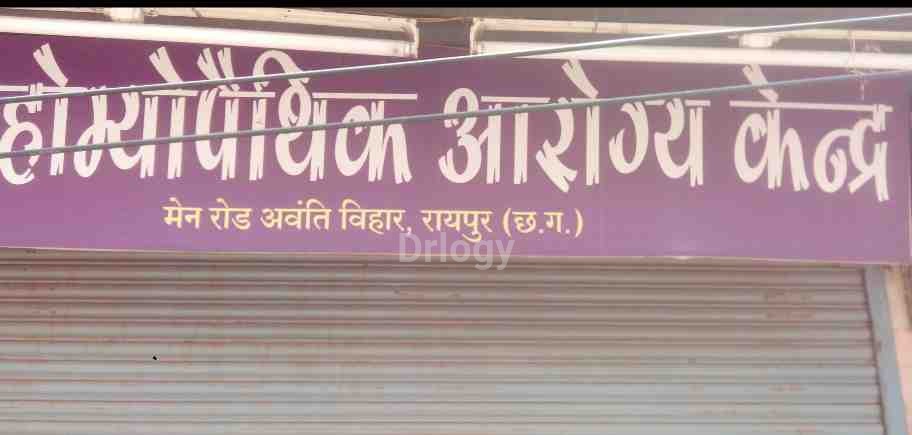 होम्योपैथिक आरोग्य केन्द्र
मेन रोड अवंति विहार, रायपुर (छ.ग.)
Drlogy